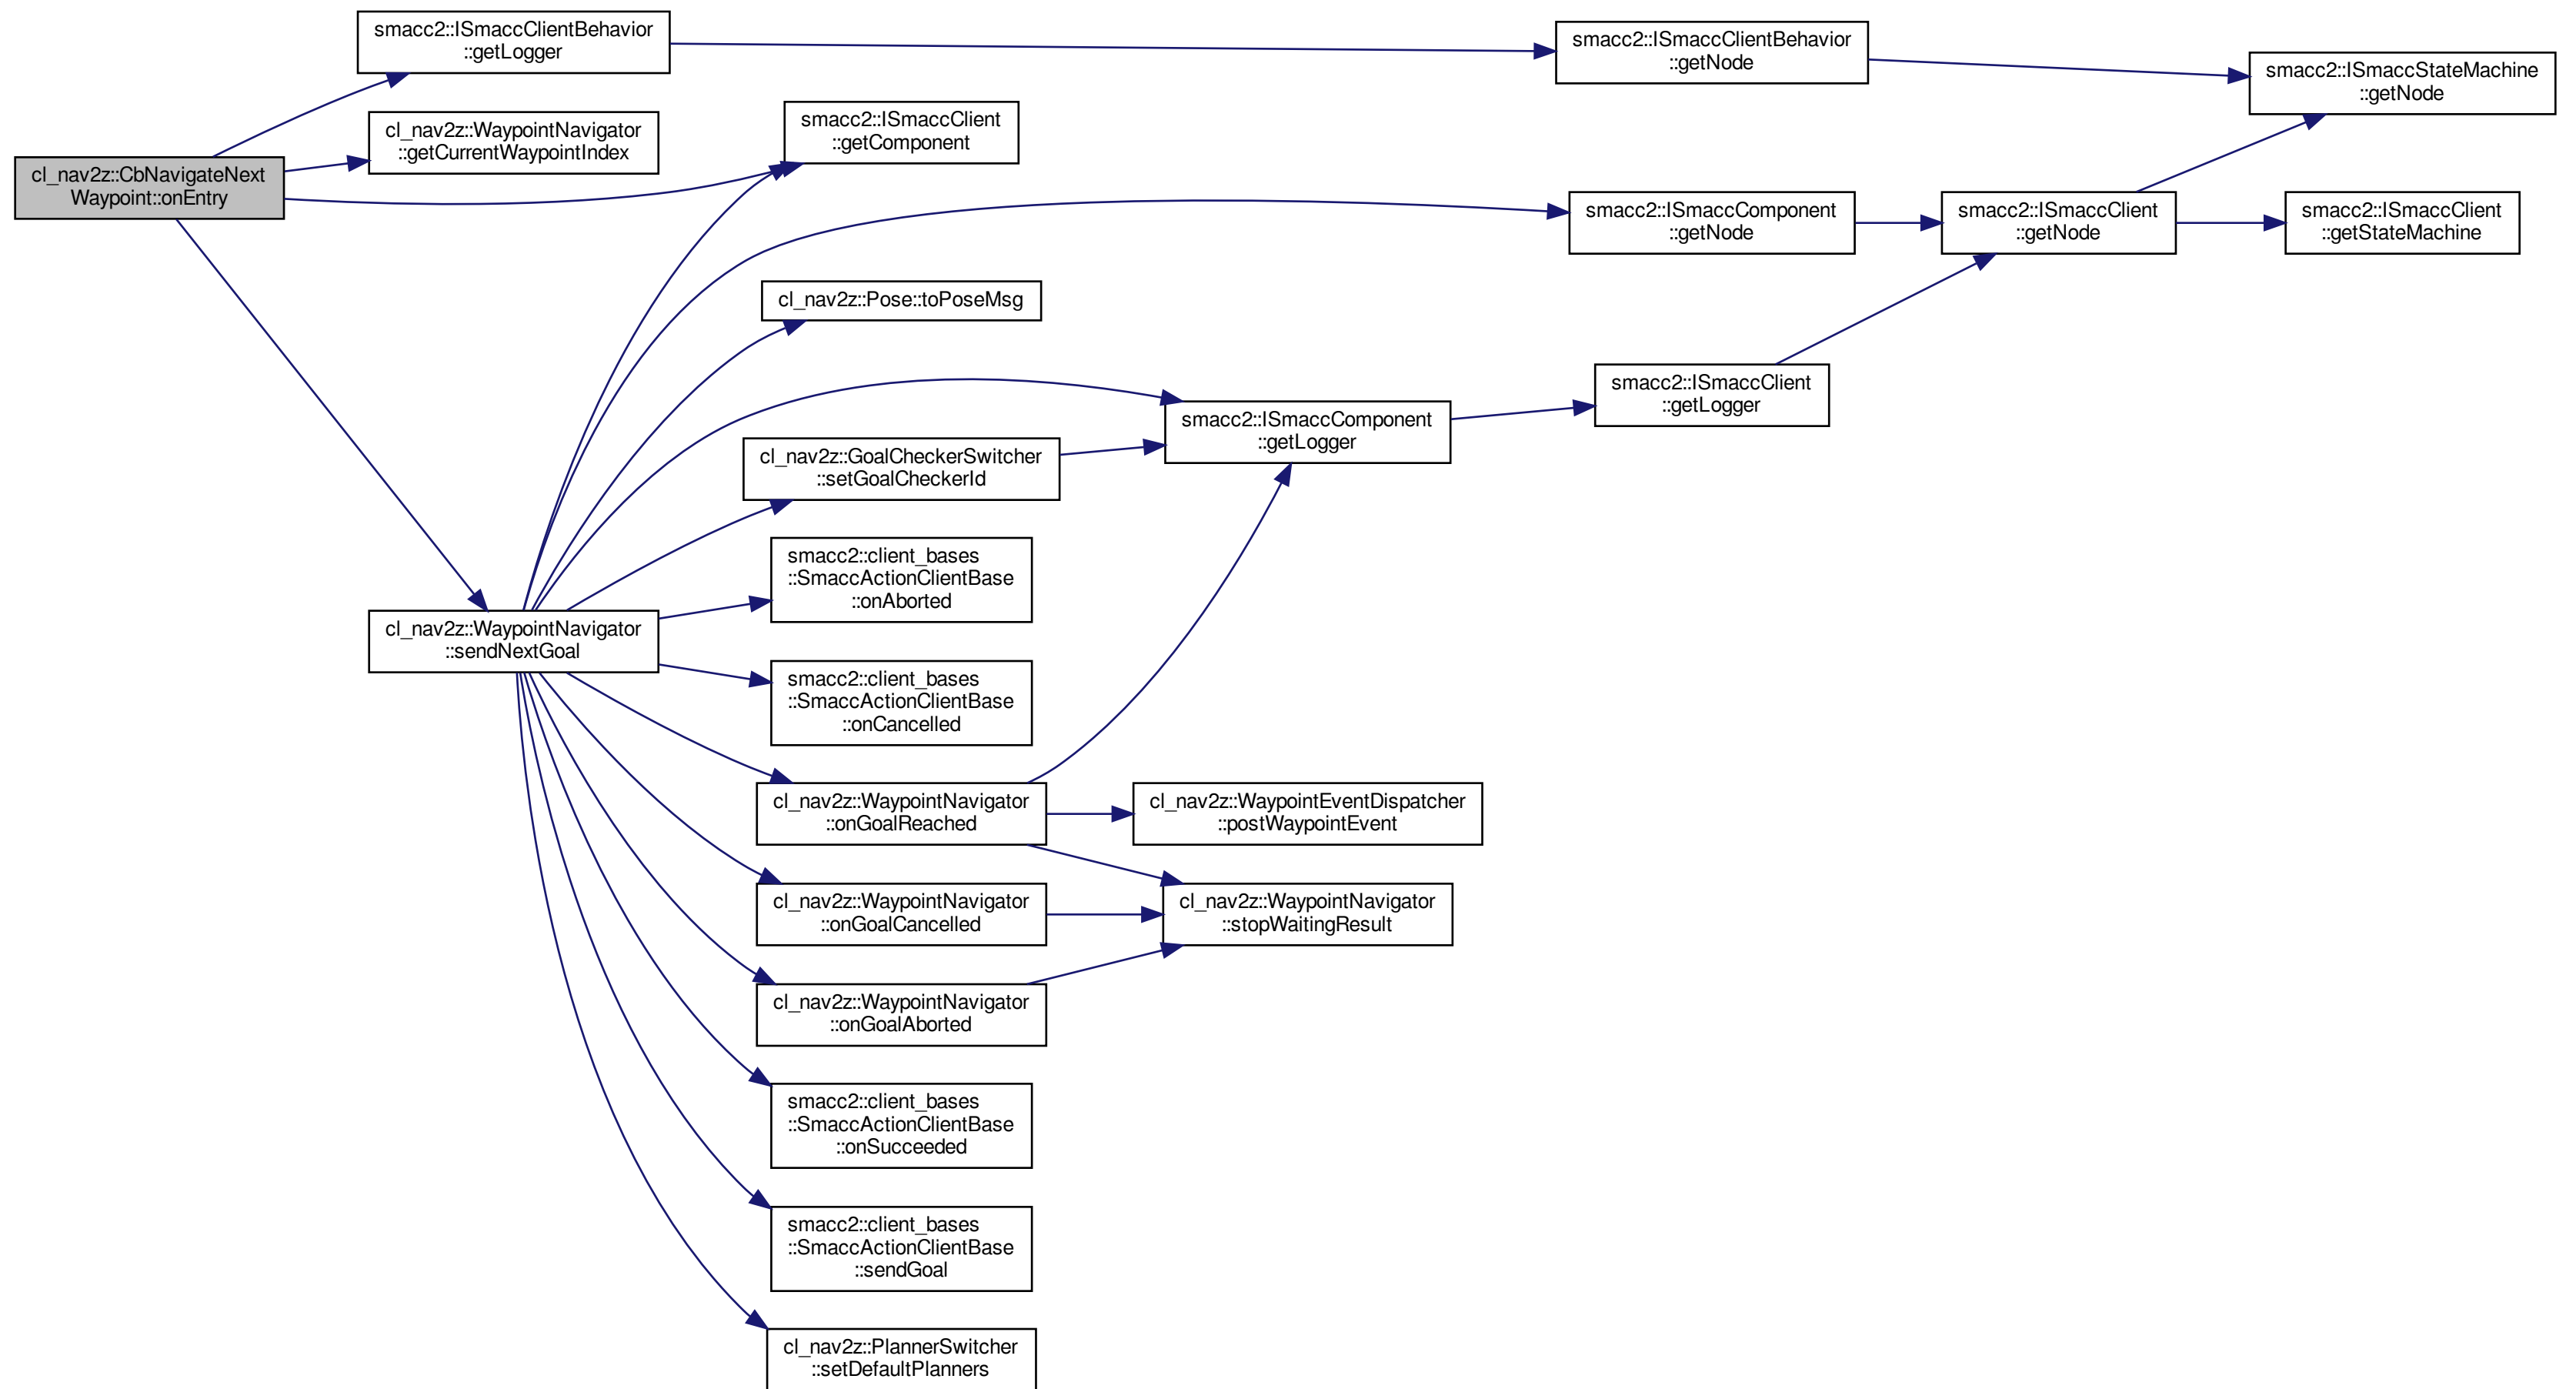 smacc2::ISmaccClientBehavior
::getLogger
smacc2::ISmaccClientBehavior
::getNode
smacc2::ISmaccStateMachine
::getNode
cl_nav2z::WaypointNavigator
::getCurrentWaypointIndex
smacc2::ISmaccClient
::getComponent
cl_nav2z::CbNavigateNext
Waypoint::onEntry
smacc2::ISmaccComponent
::getNode
smacc2::ISmaccClient
::getNode
smacc2::ISmaccClient
::getStateMachine
cl_nav2z::Pose::toPoseMsg
smacc2::ISmaccClient
::getLogger
smacc2::ISmaccComponent
::getLogger
cl_nav2z::GoalCheckerSwitcher
::setGoalCheckerId
smacc2::client_bases
::SmaccActionClientBase
::onAborted
cl_nav2z::WaypointNavigator
::sendNextGoal
smacc2::client_bases
::SmaccActionClientBase
::onCancelled
cl_nav2z::WaypointNavigator
::onGoalReached
cl_nav2z::WaypointEventDispatcher
::postWaypointEvent
cl_nav2z::WaypointNavigator
::onGoalCancelled
cl_nav2z::WaypointNavigator
::stopWaitingResult
cl_nav2z::WaypointNavigator
::onGoalAborted
smacc2::client_bases
::SmaccActionClientBase
::onSucceeded
smacc2::client_bases
::SmaccActionClientBase
::sendGoal
cl_nav2z::PlannerSwitcher
::setDefaultPlanners